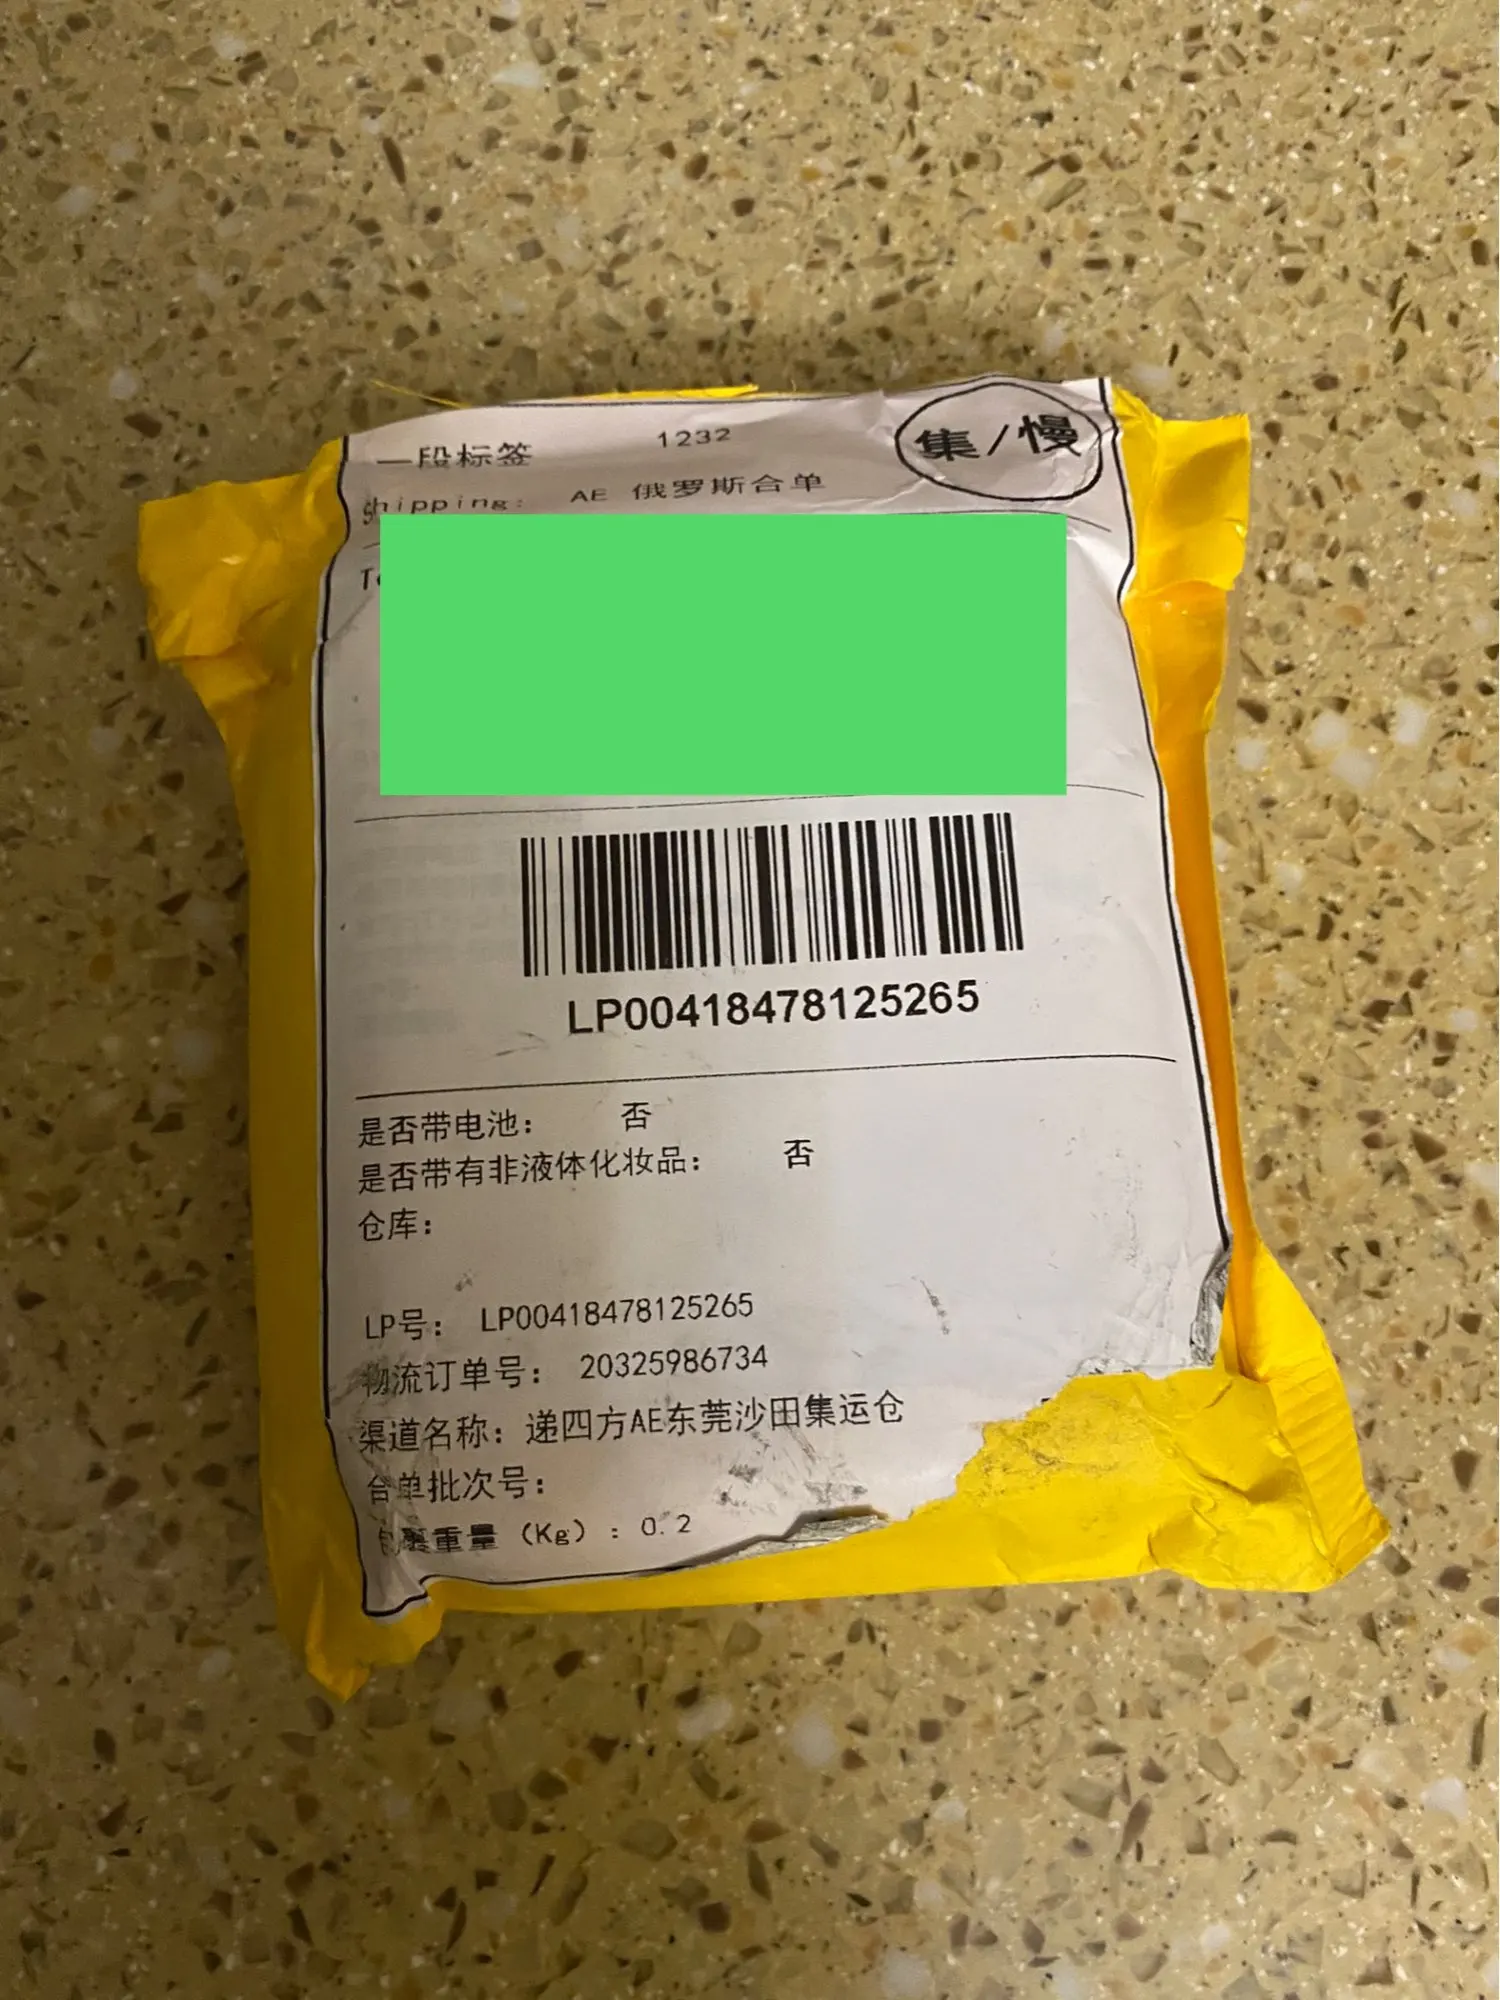 一段标签 1232 集/慢
shipping: AE 俄罗斯合单
LP00418478125265
是否带电池: 否
是否带有非液体化妆品: 否
仓库:
LP号: LP00418478125265
物流订单号: 20325986734
渠道名称: 递四方AE东莞沙田集运仓
合单批次号:
包裹重量 (Kg) : 0.2